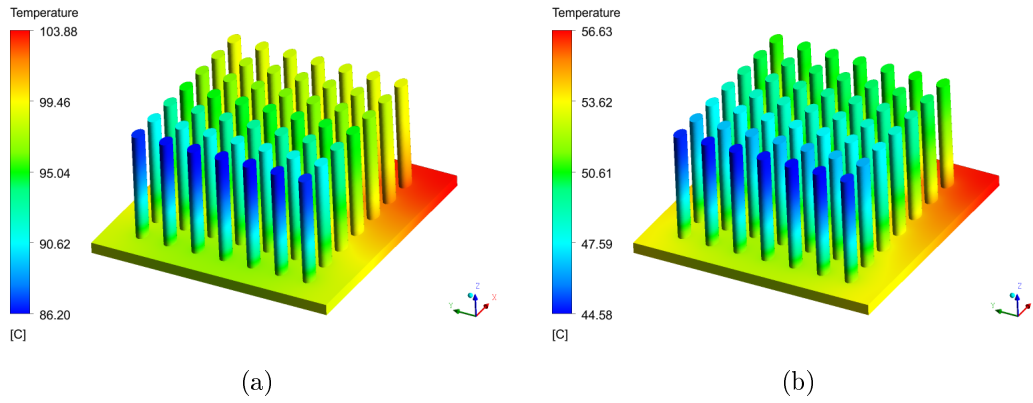 Temperature
103.88
99.46
95.04
90.62
86.20
[C]
Z
Y
X
(a)
Temperature
56.63
53.62
50.61
47.59
44.58
[C]
Z
Y
(b)